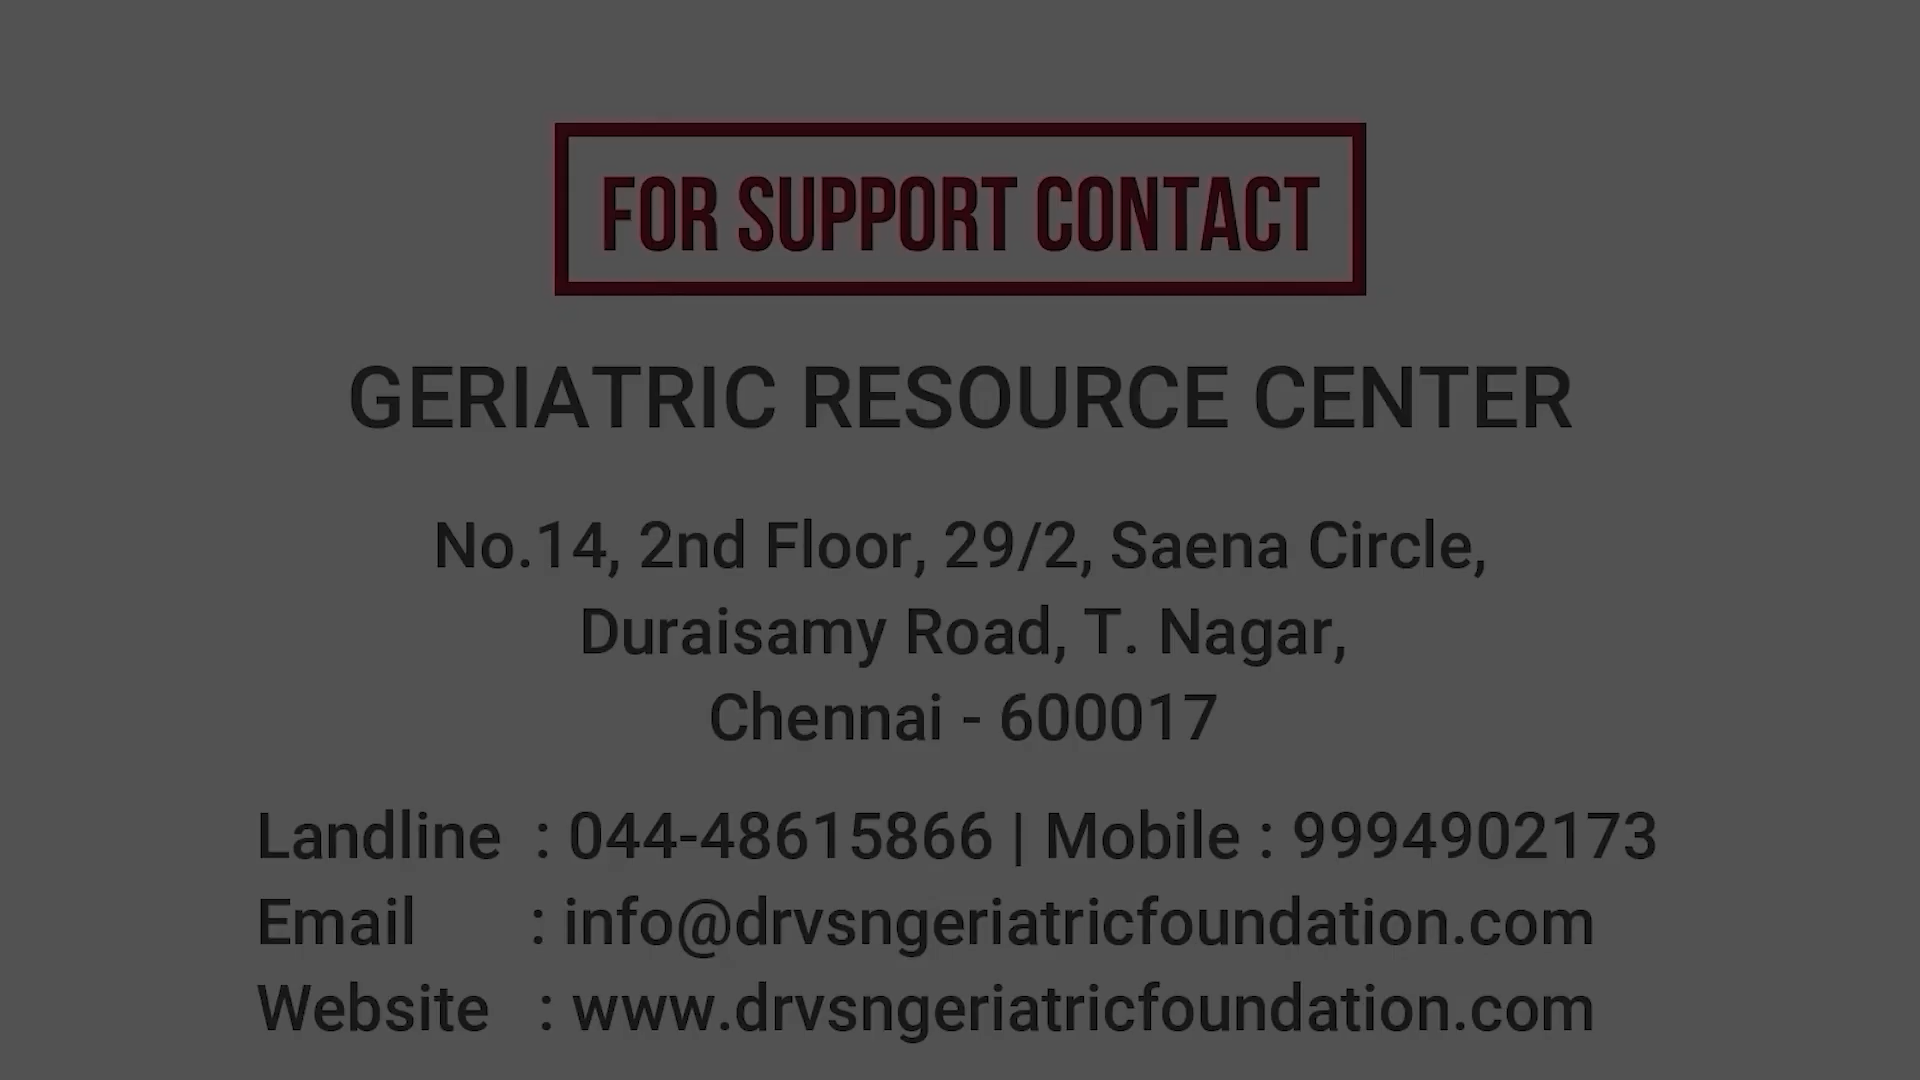 FOR SUPPORT CONTACT
GERIATRIC RESOURCE CENTER
No.14, 2nd Floor, 29/2, Saena Circle,
Duraisamy Road, T. Nagar,
Chennai - 600017
Landline : 044-48615866 | Mobile : 9994902173
Email : info@drvsngeriatricfoundation.com
Website : www.drvsngeriatricfoundation.com